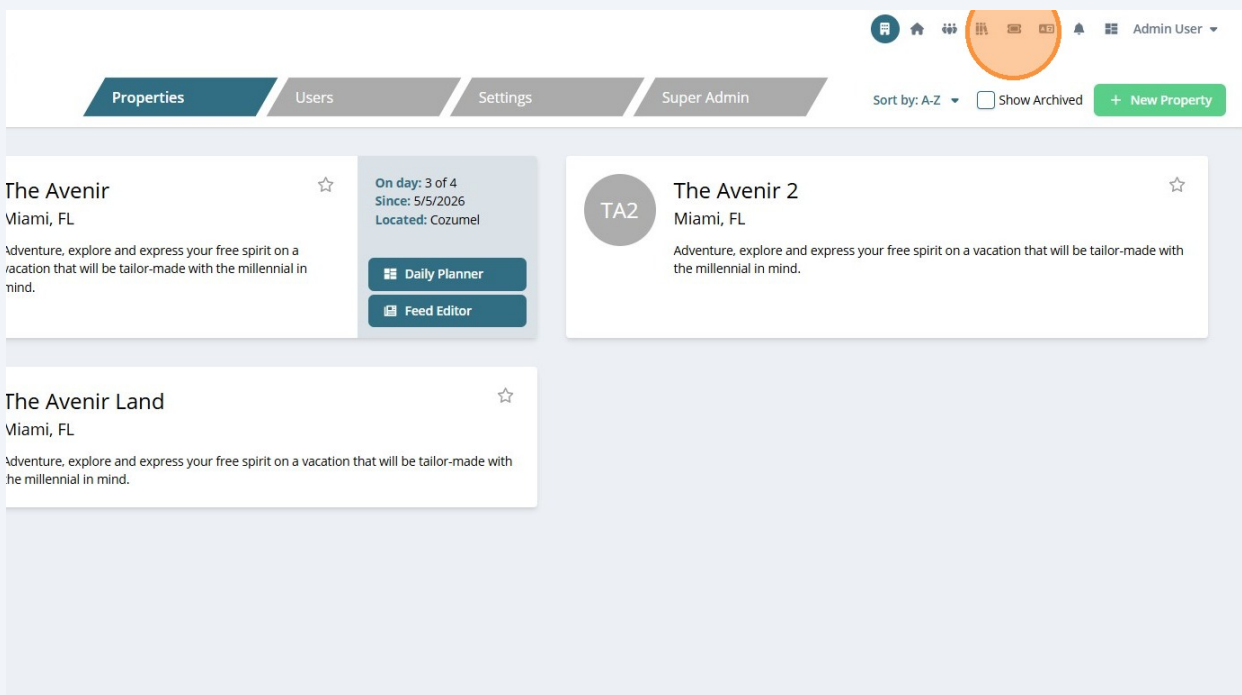 Admin User
Properties
Users
Settings
Super Admin
Sort by: A-Z
Show Archived
+ New Property
The Avenir
Miami, FL
Adventure, explore and express your free spirit on a
vacation that will be tailor-made with the millennial in
mind.
On day: 3 of 4
Since: 5/5/2026
Located: Cozumel
Daily Planner
Feed Editor
TA2
The Avenir 2
Miami, FL
Adventure, explore and express your free spirit on a vacation that will be tailor-made with
the millennial in mind.
The Avenir Land
Miami, FL
Adventure, explore and express your free spirit on a vacation that will be tailor-made with
the millennial in mind.